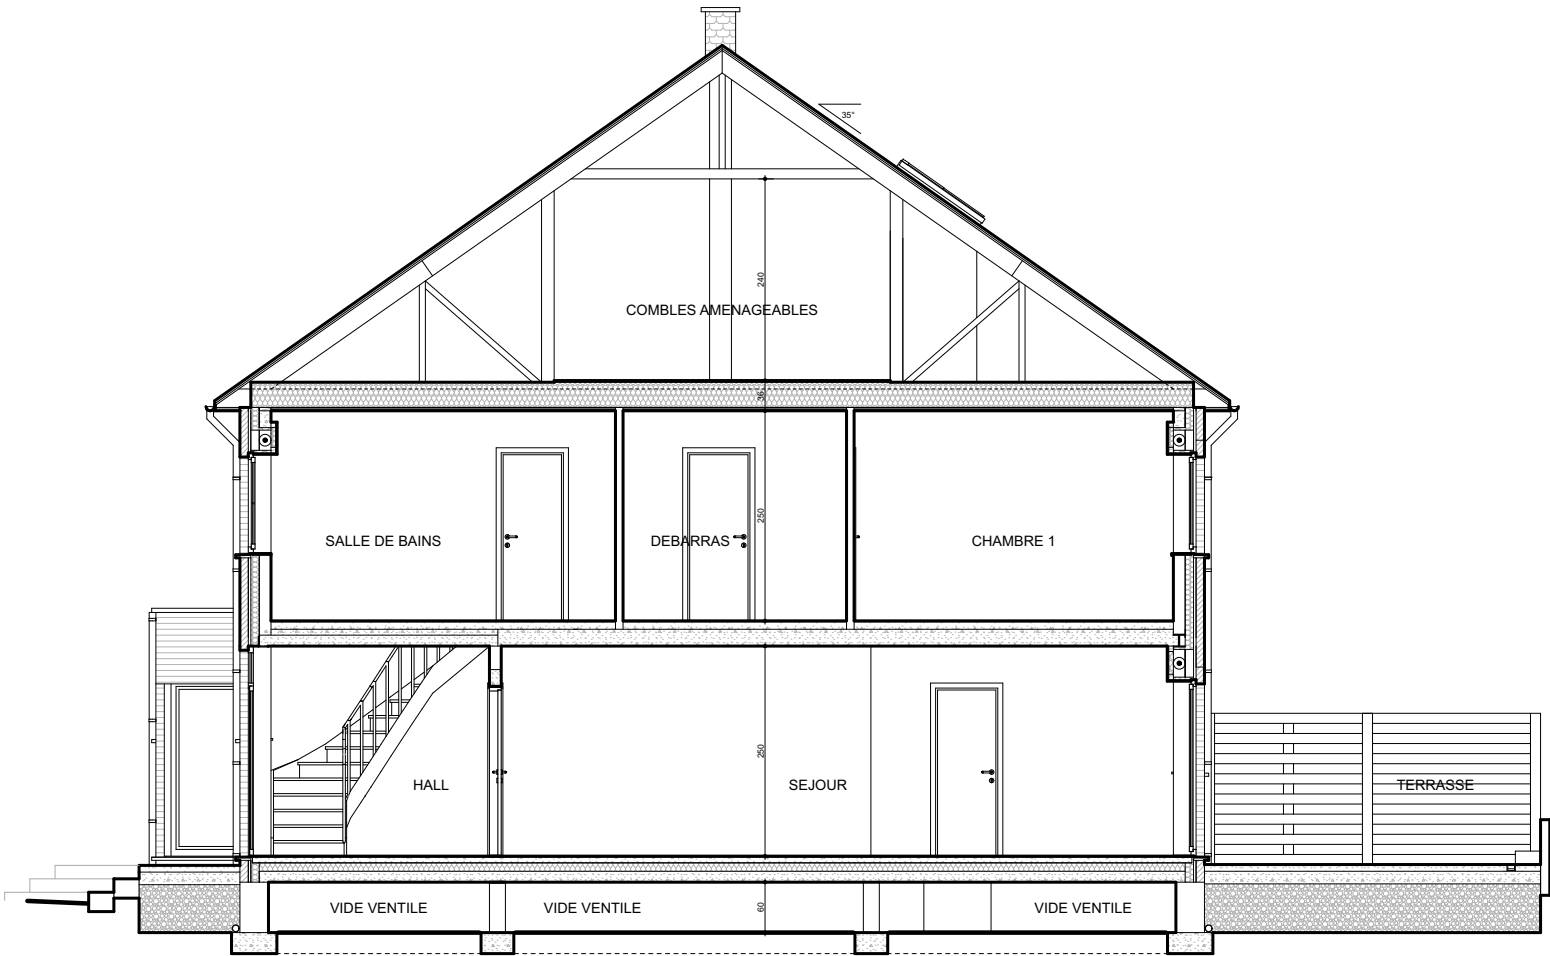 35°
240
COMBLES AMENAGEABLES
36
250
SALLE DE BAINS
DEBARRAS
CHAMBRE 1
250
HALL
SEJOUR
TERRASSE
VIDE VENTILE
VIDE VENTILE
60
VIDE VENTILE